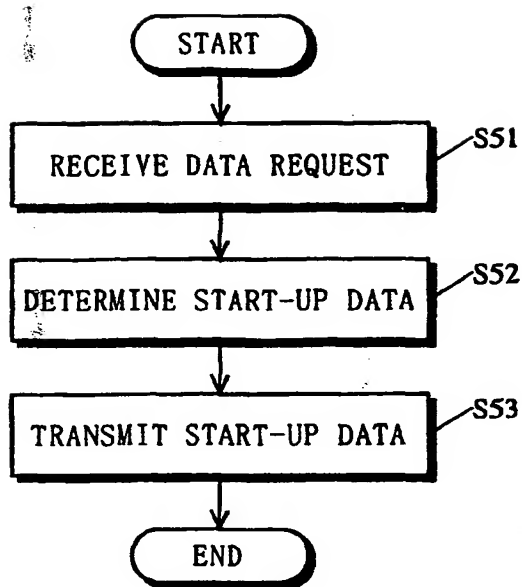 START
RECEIVE DATA REQUEST
S51
DETERMINE START-UP DATA
S52
TRANSMIT START-UP DATA
S53
END